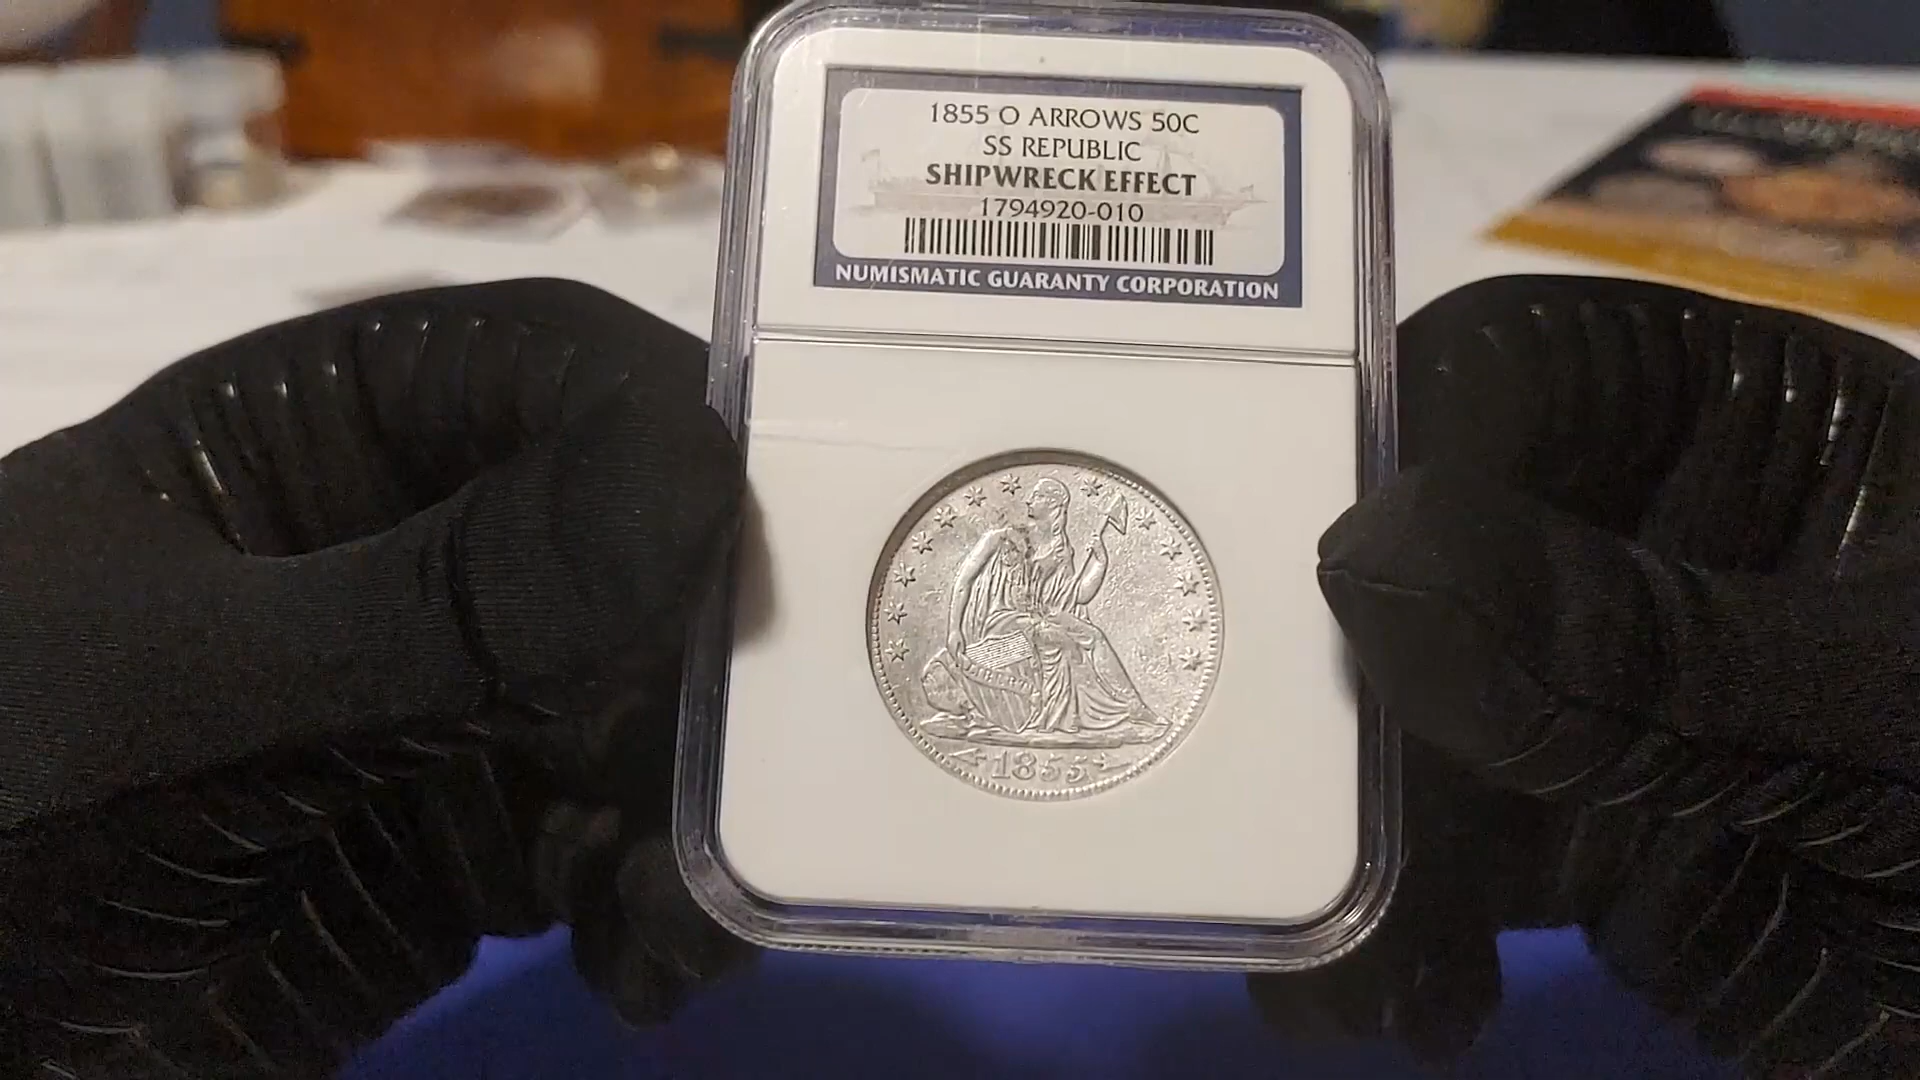 1855 O ARROWS 50C
SS REPUBLIC
SHIPWRECK EFFECT
1794920-010
NUMISMATIC GUARANTY CORPORATION
LIBERTY
1855